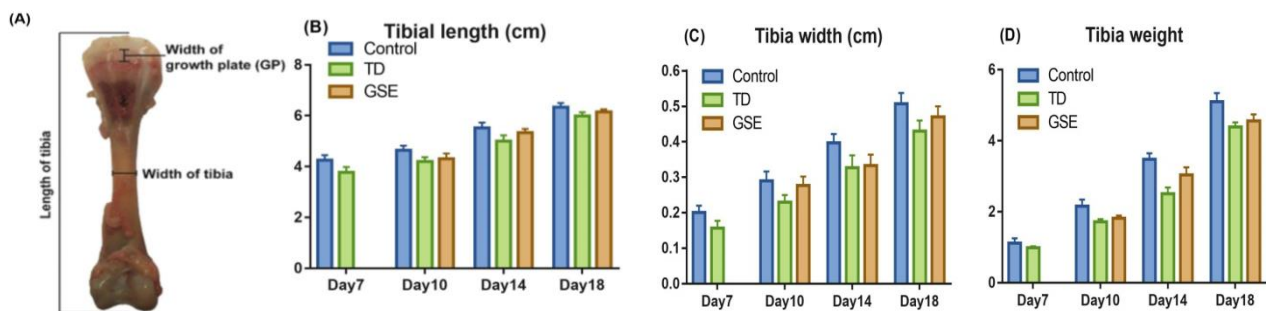 (A)
Width of
growth plate (GP)
Length of tibia
Width of tibia
(B)
Tibial length (cm)
Control
TD
GSE
8
6
4
2
0
Day7
Day10
Day14
Day18
(C)
Tibia width (cm)
Control
TD
GSE
0.6
0.5
0.4
0.3
0.2
0.1
0.0
Day7
Day10
Day14
Day18
(D)
Tibia weight
Control
TD
GSE
6
4
2
0
Day7
Day10
Day14
Day18